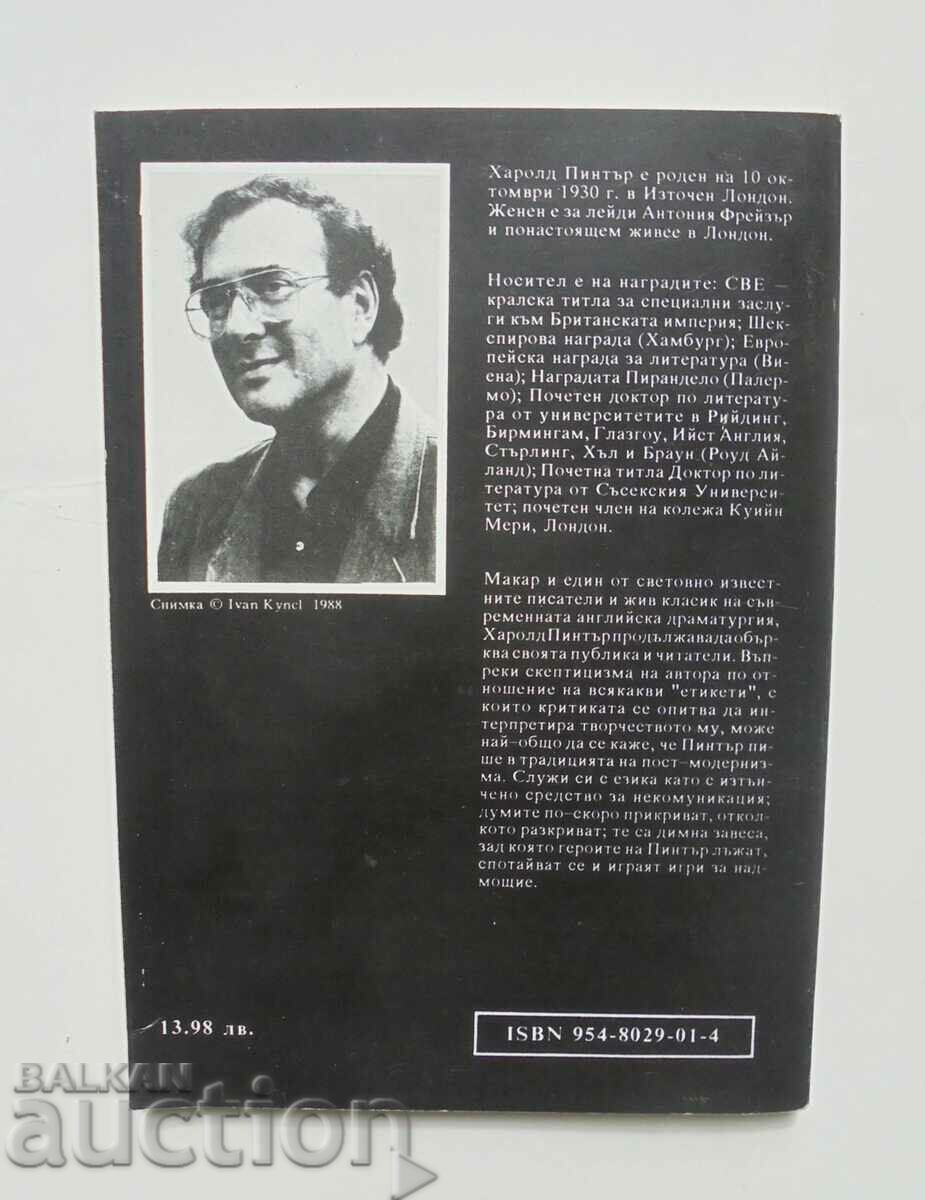 Харолд Пинтър е роден на 10 ок-
томври 1930 г. в Източен Лондон.
Женен е за лейди Антония Фрейзър
и понастоящем живее в Лондон.
Носител е на наградите: CBE –
кралска титла за специални заслу-
ги към Британската империя; Шек-
спирова награда (Хамбург); Евро-
пейска награда за литература (Ви-
ена); Наградата Пирандело (Палер-
мо); Почетен доктор по литерату-
ра от университетите в Рийдинг,
Бирмингам, Глазгоу, Ийст Англия,
Стърлинг, Хъл и Браун (Роуд Ай-
ланд); Почетна титла Доктор по ли-
тература от Съсекския Универси-
тет; почетен член на колежа Куийн
Мери, Лондон.
Снимка © Ivan Kyncl 1988
Макар и един от световно извест-
ните писатели и жив класик на съв-
ременната английска драматургия,
Харолд Пинтър продължава да обър-
ква своята публика и читатели. Въп-
реки скептицизма на автора по от-
ношение на всякакви "етикети", с
които критиката се опитва да ин-
терпретира творчеството му, може
най-общо да се каже, че Пинтър пи-
ше в традицията на пост-модерниз-
ма. Служи си с езика като с изтън-
чено средство за некомуникация;
думите по-скоро прикриват, откол-
кото разкриват; те са димна завеса,
зад която героите на Пинтър лъжат,
спотайват се и играят игри за над-
мощие.
13.98 лв.
ISBN 954-8029-01-4
BALKAN
auction